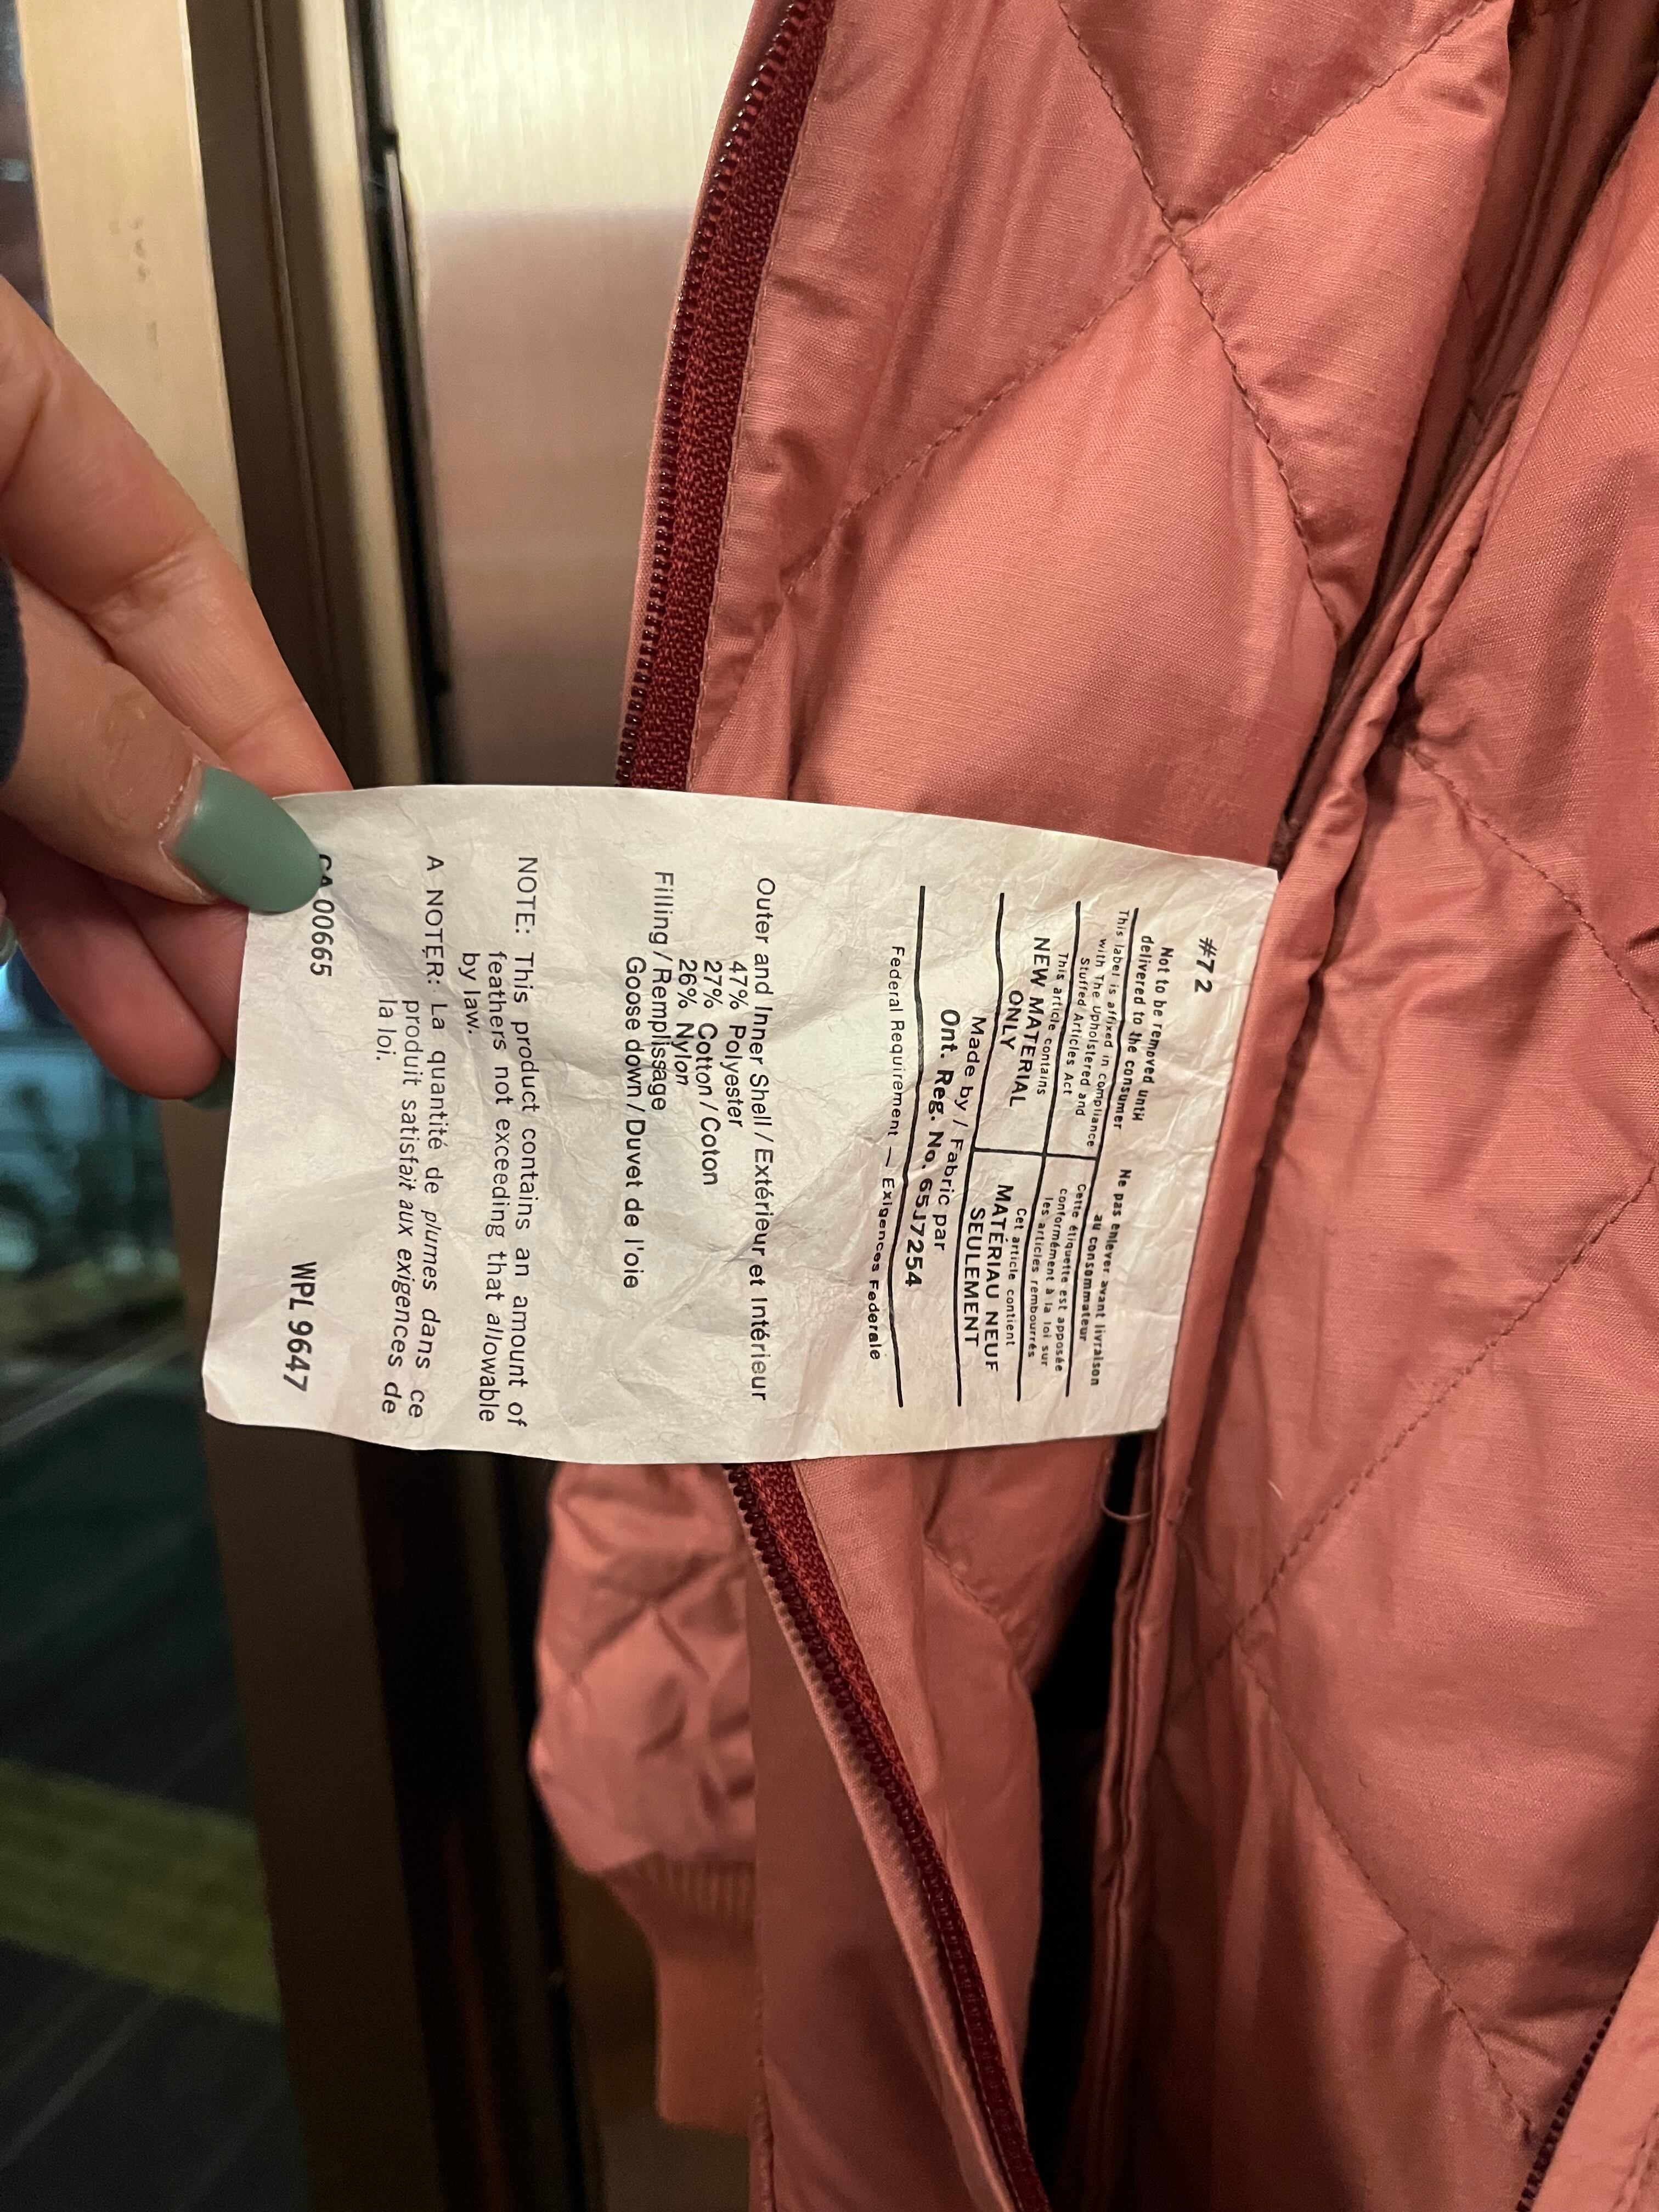 #72
Not to be removed until
delivered to the consumer
This label is affixed in compliance
with The Upholstered and
Stuffed Articles Act
This article contains
NEW MATERIAL
ONLY
Ne pas enlever avant livraison
au consommateur
Cette étiquette est apposée
conformément à la loi sur
les articles rembourrés
Cet article contient
MATÉRIAU NEUF
SEULEMENT
Made by / Fabric par
Ont. Reg. No. 65J7254
Federal Requirement — Exigences Federale
Outer and Inner Shell / Extérieur et Intérieur
47% Polyester
27% Cotton / Coton
26% Nylon
Filling / Remplissage
Goose down / Duvet de l'oie
NOTE: This product contains an amount of
feathers not exceeding that allowable
by law.
A NOTER: La quantité de plumes dans ce
produit satisfait aux exigences de
la loi.
CA 00665 WPL 9647